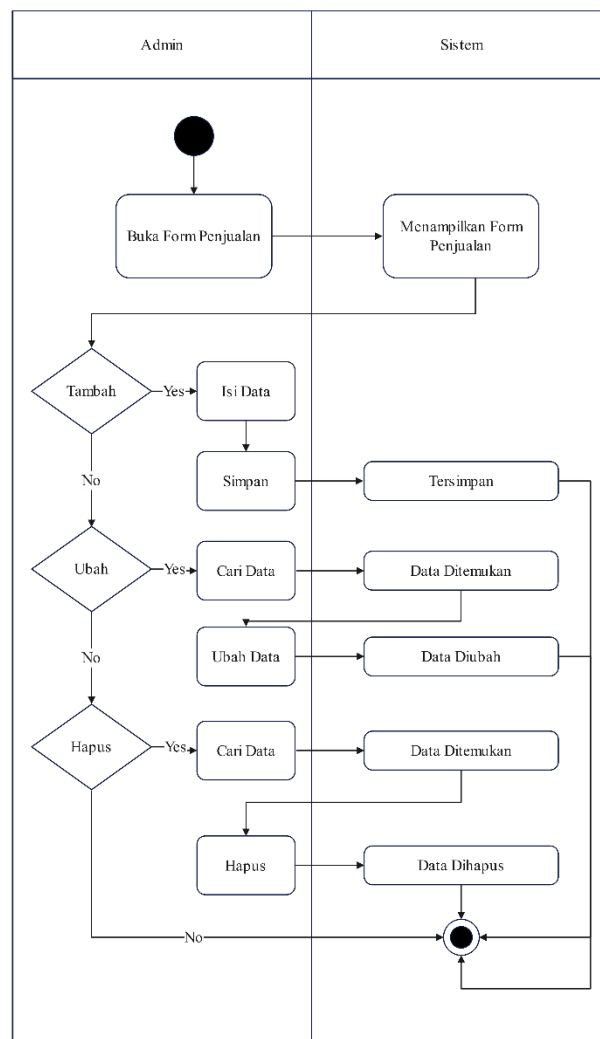 Admin
Sistem
Buka Form Penjualan
Menampilkan Form
Penjualan
Tambah
Yes
Isi Data
No
Simpan
Tersimpan
Ubah
Yes
Cari Data
Data Ditemukan
No
Ubah Data
Data Diubah
Hapus
Yes
Cari Data
Data Ditemukan
Hapus
Data Dihapus
No